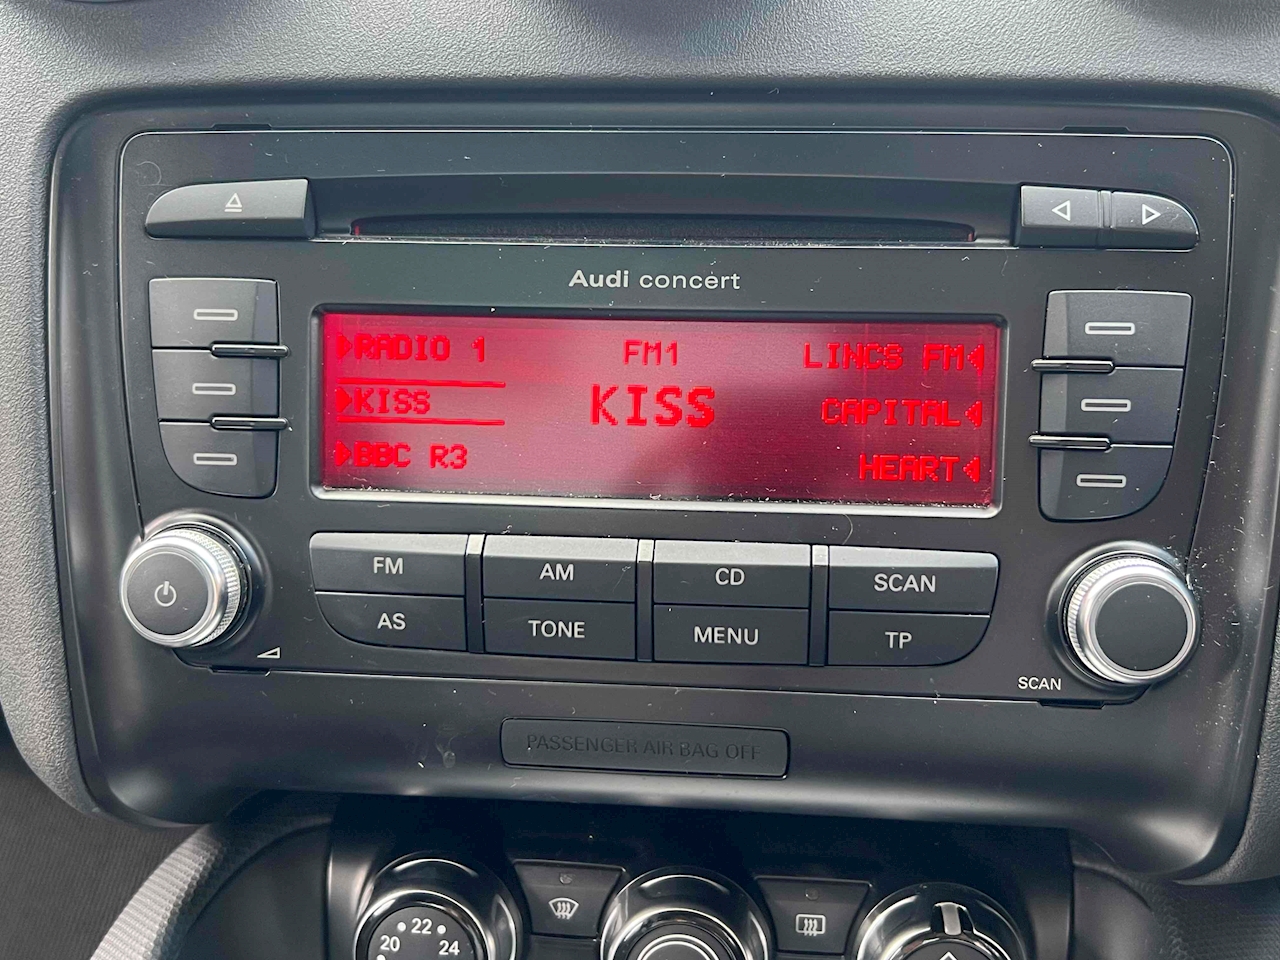 Audi concert
RADIO 1 FM1 LINCS FM
KISS KISS CAPITAL
BBC R3 HEART
FM AM CD SCAN
AS TONE MENU TP
SCAN
PASSENGER AIR BAG OFF
20 22 24